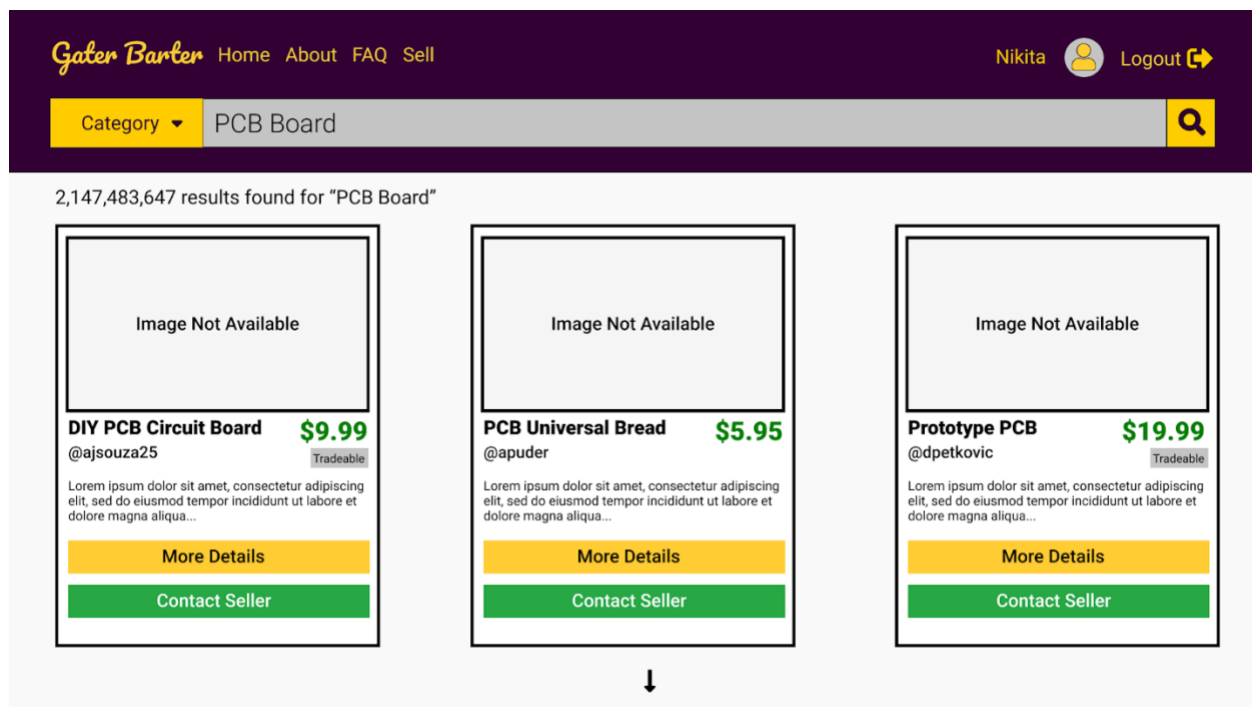 Gater Barter Home About FAQ Sell Nikita Logout
Category PCB Board
2,147,483,647 results found for “PCB Board”
Image Not Available
DIY PCB Circuit Board $9.99
@ajsouza25 Tradeable
Lorem ipsum dolor sit amet, consectetur adipiscing
elit, sed do eiusmod tempor incididunt ut labore et
dolore magna aliqua...
More Details
Contact Seller
Image Not Available
PCB Universal Bread $5.95
@apuder
Lorem ipsum dolor sit amet, consectetur adipiscing
elit, sed do eiusmod tempor incididunt ut labore et
dolore magna aliqua...
More Details
Contact Seller
Image Not Available
Prototype PCB $19.99
@dpetkovic Tradeable
Lorem ipsum dolor sit amet, consectetur adipiscing
elit, sed do eiusmod tempor incididunt ut labore et
dolore magna aliqua...
More Details
Contact Seller